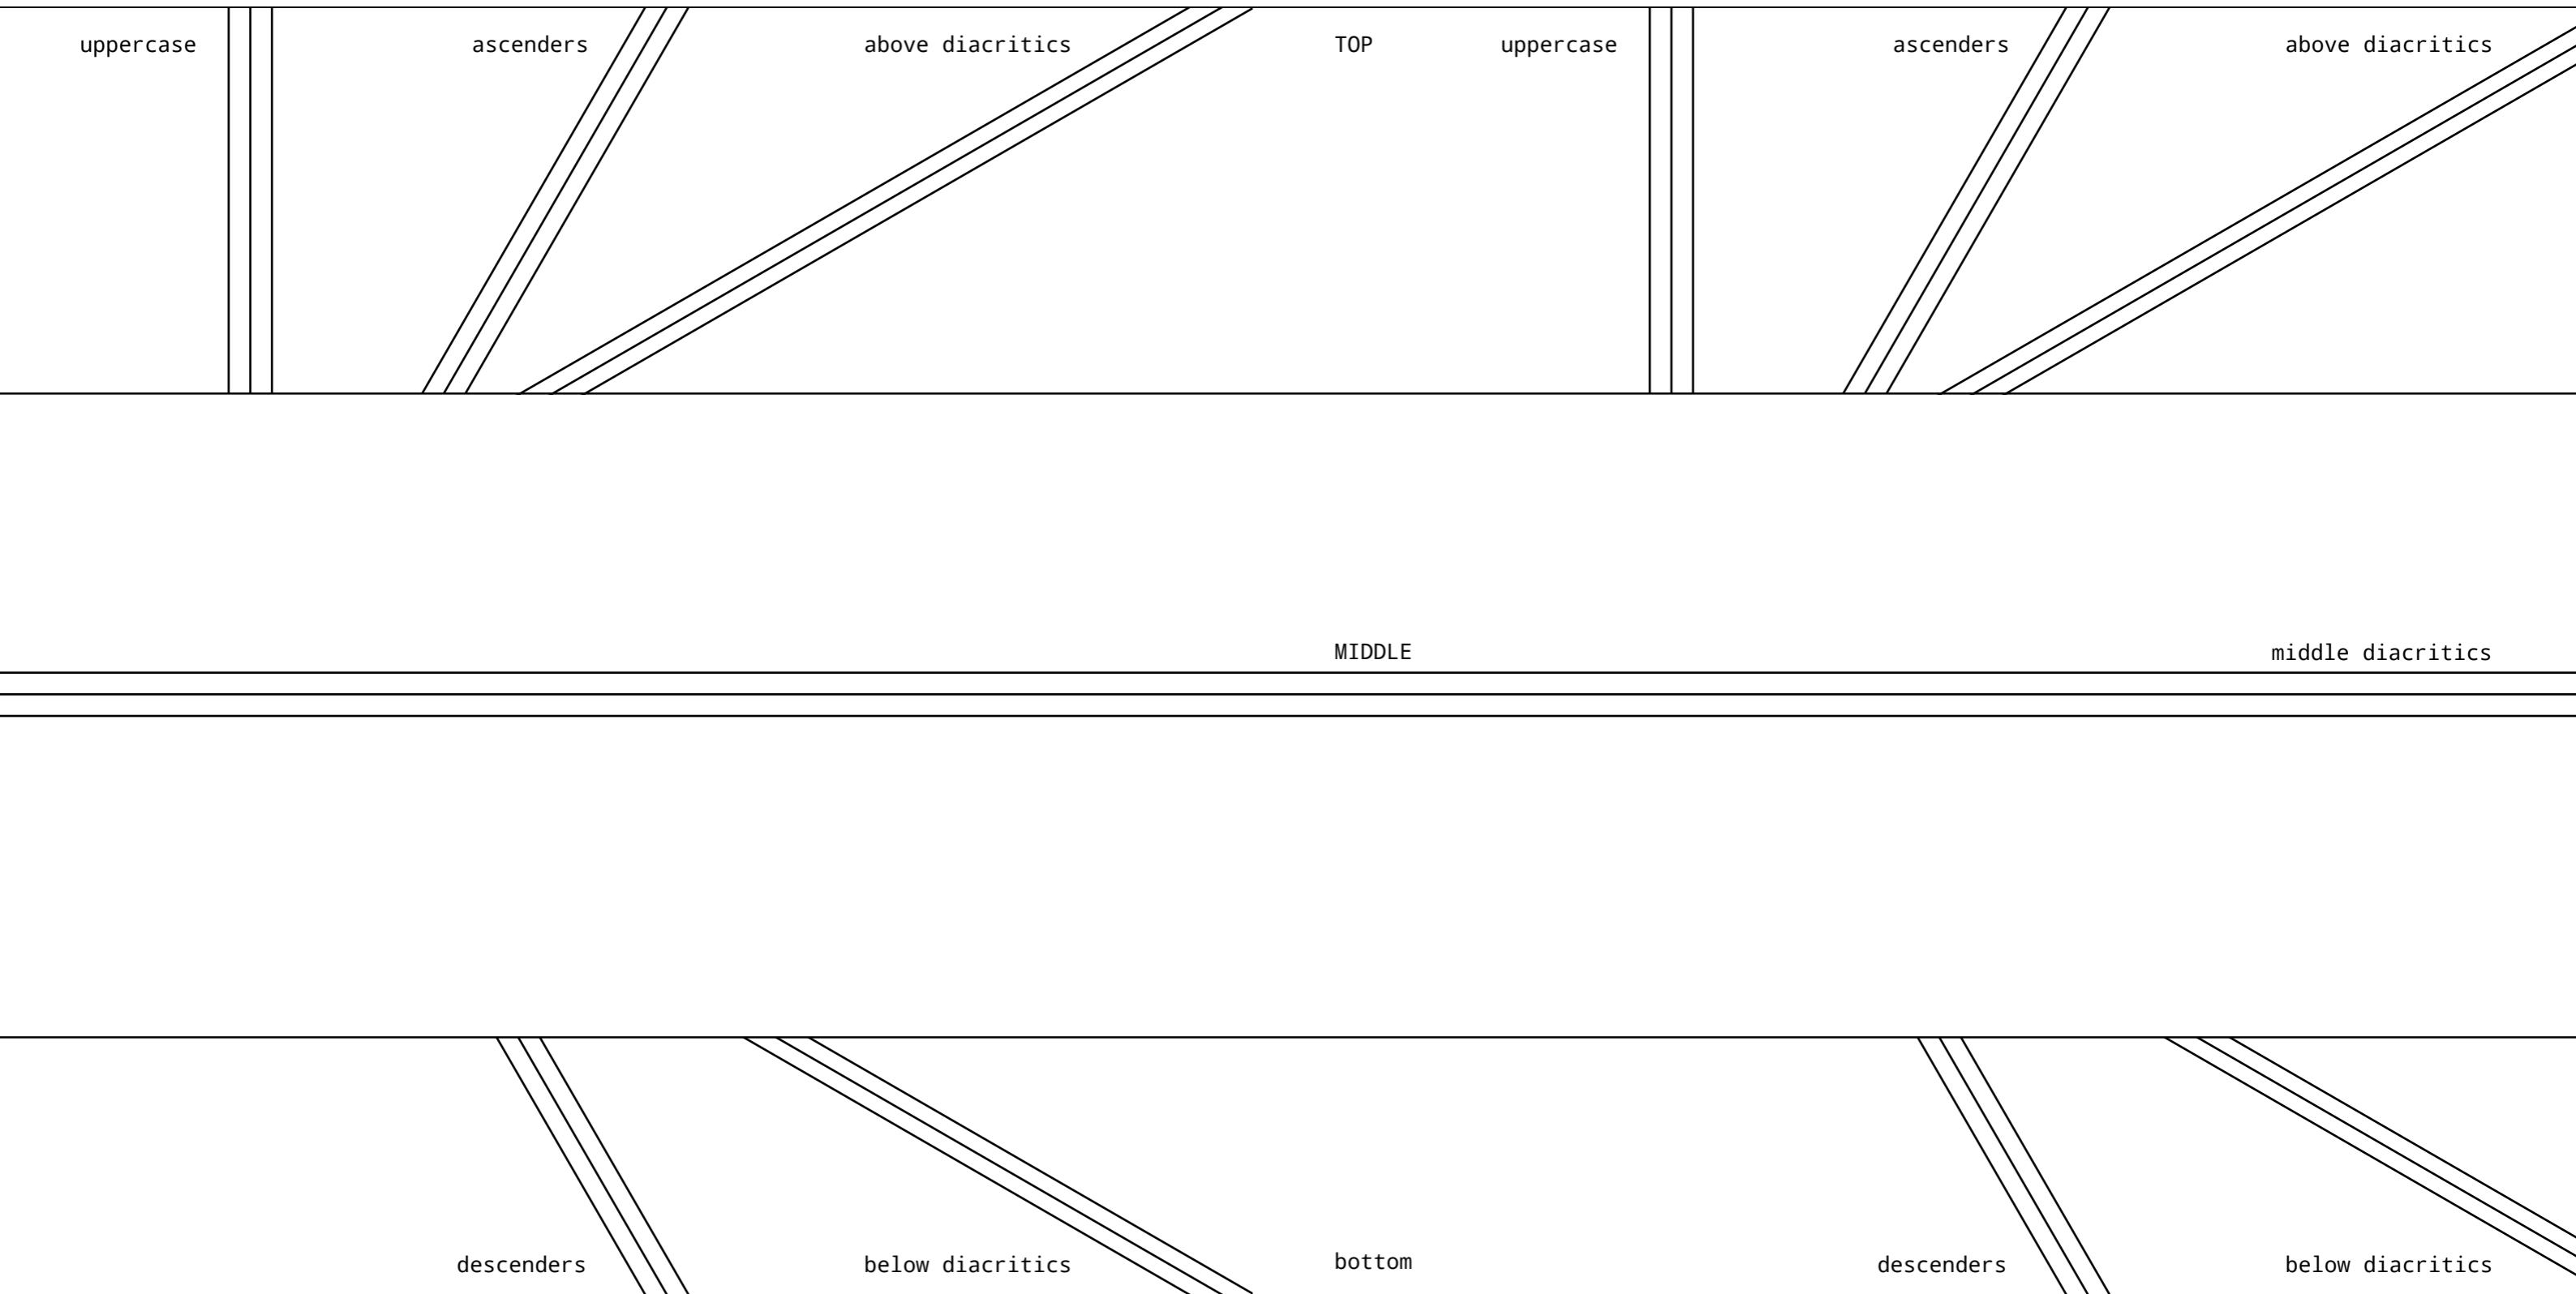 uppercase ascenders above diacritics TOP uppercase ascenders above diacritics
MIDDLE middle diacritics
descenders below diacritics bottom descenders below diacritics